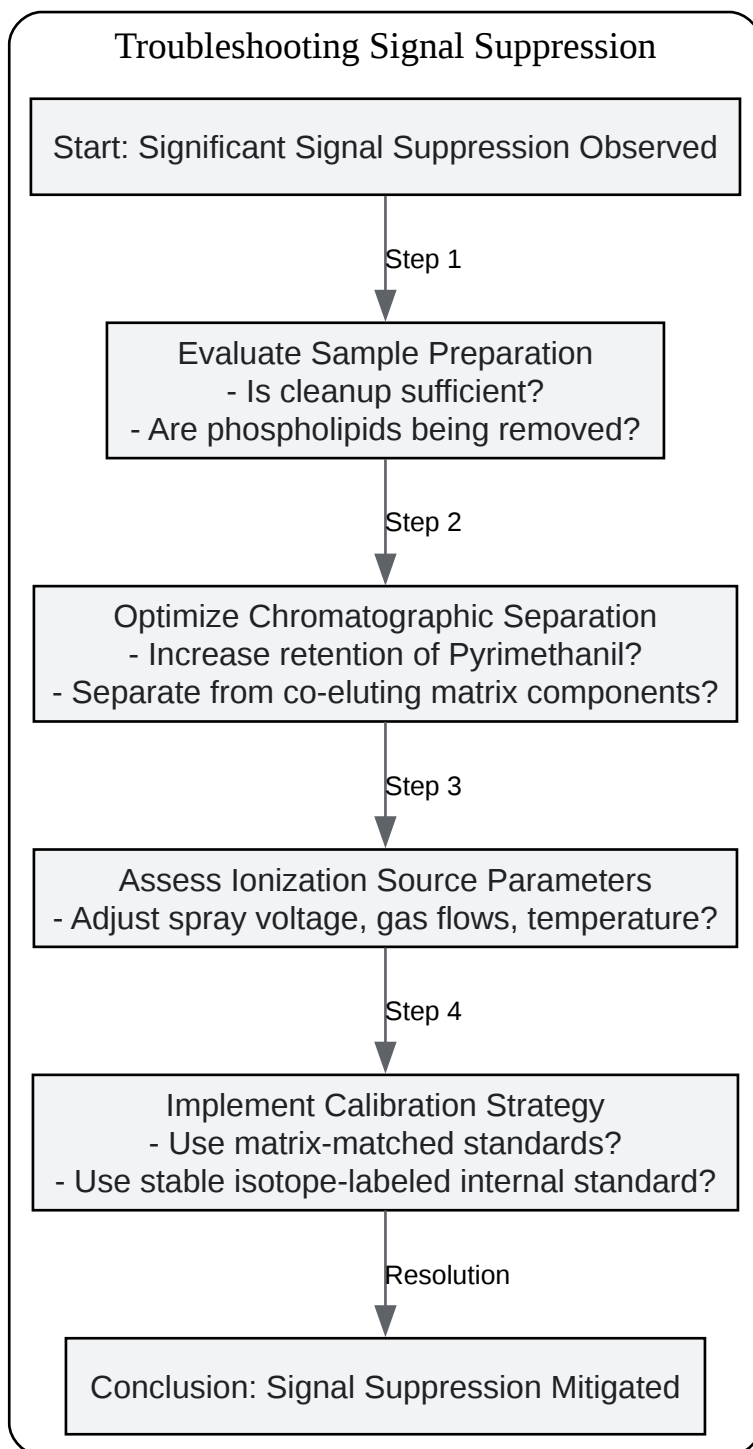 Troubleshooting Signal Suppression
Start: Significant Signal Suppression Observed
Step 1
Evaluate Sample Preparation
- Is cleanup sufficient?
- Are phospholipids being removed?
Step 2
Optimize Chromatographic Separation
- Increase retention of Pyrimethanil?
- Separate from co-eluting matrix components?
Step 3
Assess Ionization Source Parameters
- Adjust spray voltage, gas flows, temperature?
Step 4
Implement Calibration Strategy
- Use matrix-matched standards?
- Use stable isotope-labeled internal standard?
Resolution
Conclusion: Signal Suppression Mitigated